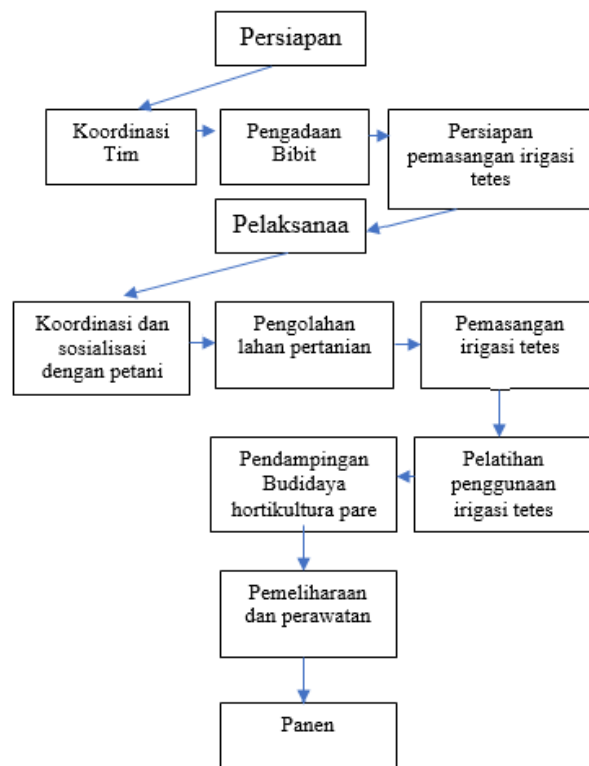 Persiapan
Koordinasi
Tim
Pengadaan
Bibit
Persiapan
pemasangan irigasi
tetes
Pelaksanaa
Koordinasi dan
sosialisasi
dengan petani
Pengolahan
lahan pertanian
Pemasangan
irigasi tetes
Pelatihan
penggunaan
irigasi tetes
Pendampingan
Budidaya
hortikultura pare
Pemeliharaan
dan perawatan
Panen